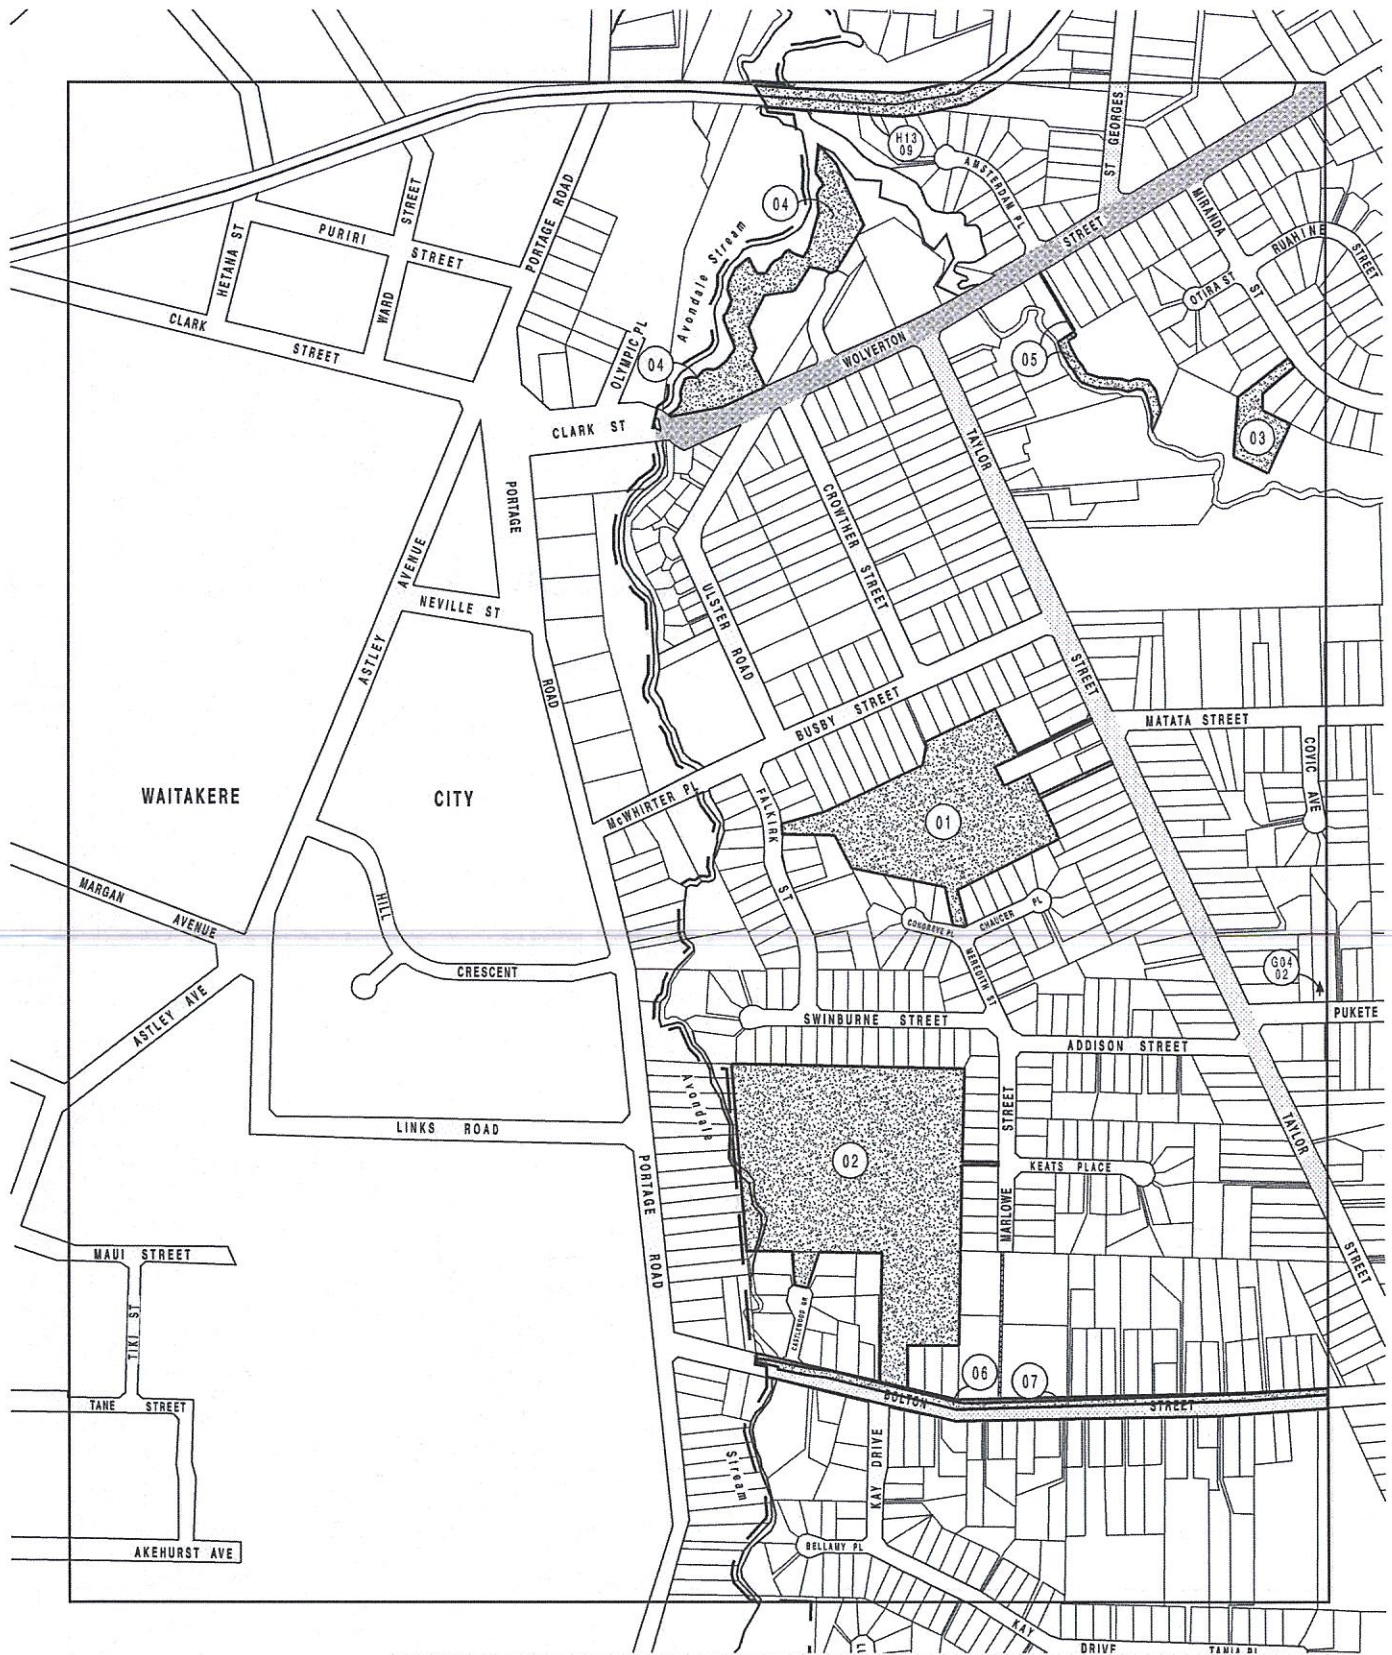 ST GEORGES
H13
09
AMSTERDAM PL
STREET
PORTAGE ROAD
04
MIRANDA
ST
RUAHINE
STREET
PURIRI
STREET
STREET
HETANA ST
WARD
Avondale Stream
OTIRA ST
CLARK
STREET
OLYMPIC PL
04
WOLVERTON
05
CLARK ST
TAYLOR
03
PORTAGE
CROWTHER STREET
AVENUE
NEVILLE ST
ULSTER ROAD
ASTLEY
ROAD
STREET
BUSBY STREET
MATATA STREET
COVIC AVE
WAITAKERE
CITY
McWHIRTER PL
FALKIRK
ST
01
MARGAN
AVENUE
HILL
CONGREVE PL
CHAUCER PL
MEREDITH ST
CRESCENT
G04
02
ASTLEY AVE
SWINBURNE STREET
PUKETE
ADDISON STREET
Avondale
LINKS ROAD
STREET
TAYLOR
02
PORTAGE
KEATS PLACE
MARLOWE
MAUI STREET
ROAD
STREET
TIKI ST
CASTLEWOOD GR
06
07
TANE STREET
BOLTON
STREET
KAY DRIVE
Stream
AKEHURST AVE
BELLAMY PL
KAY
DRIVE
TANIA PL